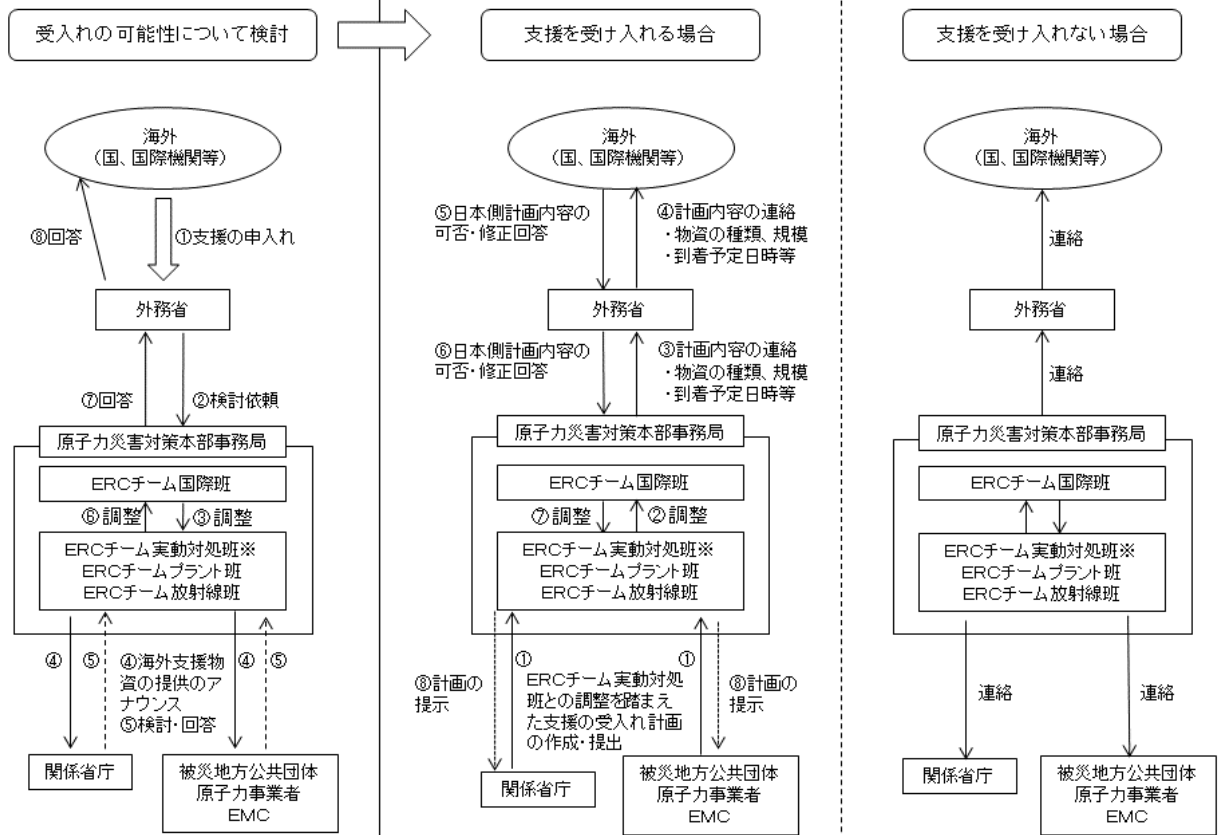 受入れの可能性について検討
海外
（国、国際機関等）
⑧回答
①支援の申入れ
外務省
⑦回答
②検討依頼
原子力災害対策本部事務局
ERCチーム国際班
⑥調整
③調整
ERCチーム実動対処班※
ERCチームプラント班
ERCチーム放射線班
④
⑤
④海外支援物
資の提供のア
ナウンス
⑤検討・回答
④
⑤
関係省庁
被災地方公共団体
原子力事業者
EMC
支援を受け入れる場合
海外
（国、国際機関等）
⑤日本側計画内容の
可否・修正回答
④計画内容の連絡
・物資の種類、規模
・到着予定日時等
外務省
⑥日本側計画内容の
可否・修正回答
③計画内容の連絡
・物資の種類、規模
・到着予定日時等
原子力災害対策本部事務局
ERCチーム国際班
⑦調整
②調整
ERCチーム実動対処班※
ERCチームプラント班
ERCチーム放射線班
⑧計画の
提示
①
①
ERCチーム実動対処
班との調整を踏まえ
た支援の受入れ計画
の作成・提出
⑧計画の
提示
関係省庁
被災地方公共団体
原子力事業者
EMC
支援を受け入れない場合
海外
（国、国際機関等）
連絡
外務省
連絡
原子力災害対策本部事務局
ERCチーム国際班
ERCチーム実動対処班※
ERCチームプラント班
ERCチーム放射線班
連絡
連絡
関係省庁
被災地方公共団体
原子力事業者
EMC